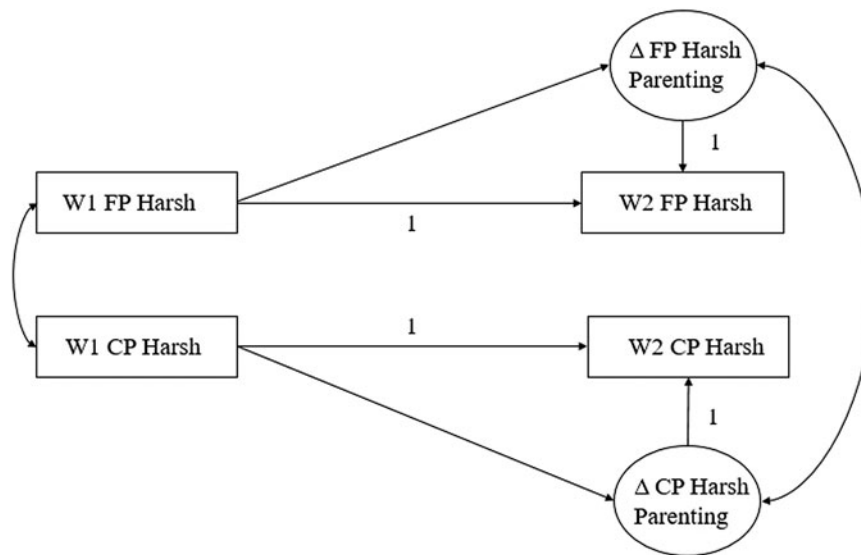 Δ FP Harsh
Parenting
1
W1 FP Harsh
W2 FP Harsh
1
1
W1 CP Harsh
W2 CP Harsh
1
Δ CP Harsh
Parenting